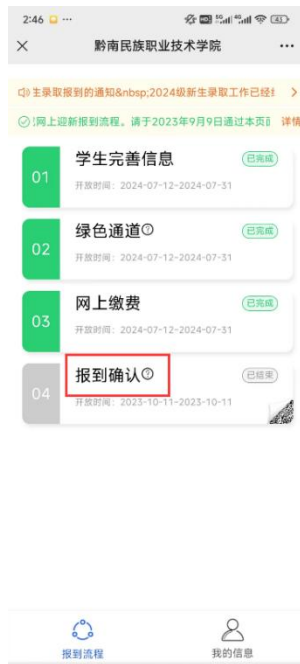 2:46
黔南民族职业技术学院
主录取报到的通知&nbsp;2024级新生录取工作已经
网上迎新报到流程。请于2023年9月9日通过本页 详情
01
学生完善信息
已完成
开放时间: 2024-07-12-2024-07-31
02
绿色通道
已完成
开放时间: 2024-07-12-2024-07-31
03
网上缴费
已完成
开放时间: 2024-07-12-2024-07-31
04
报到确认
已结束
开放时间: 2023-10-11-2023-10-11
报到流程
我的信息